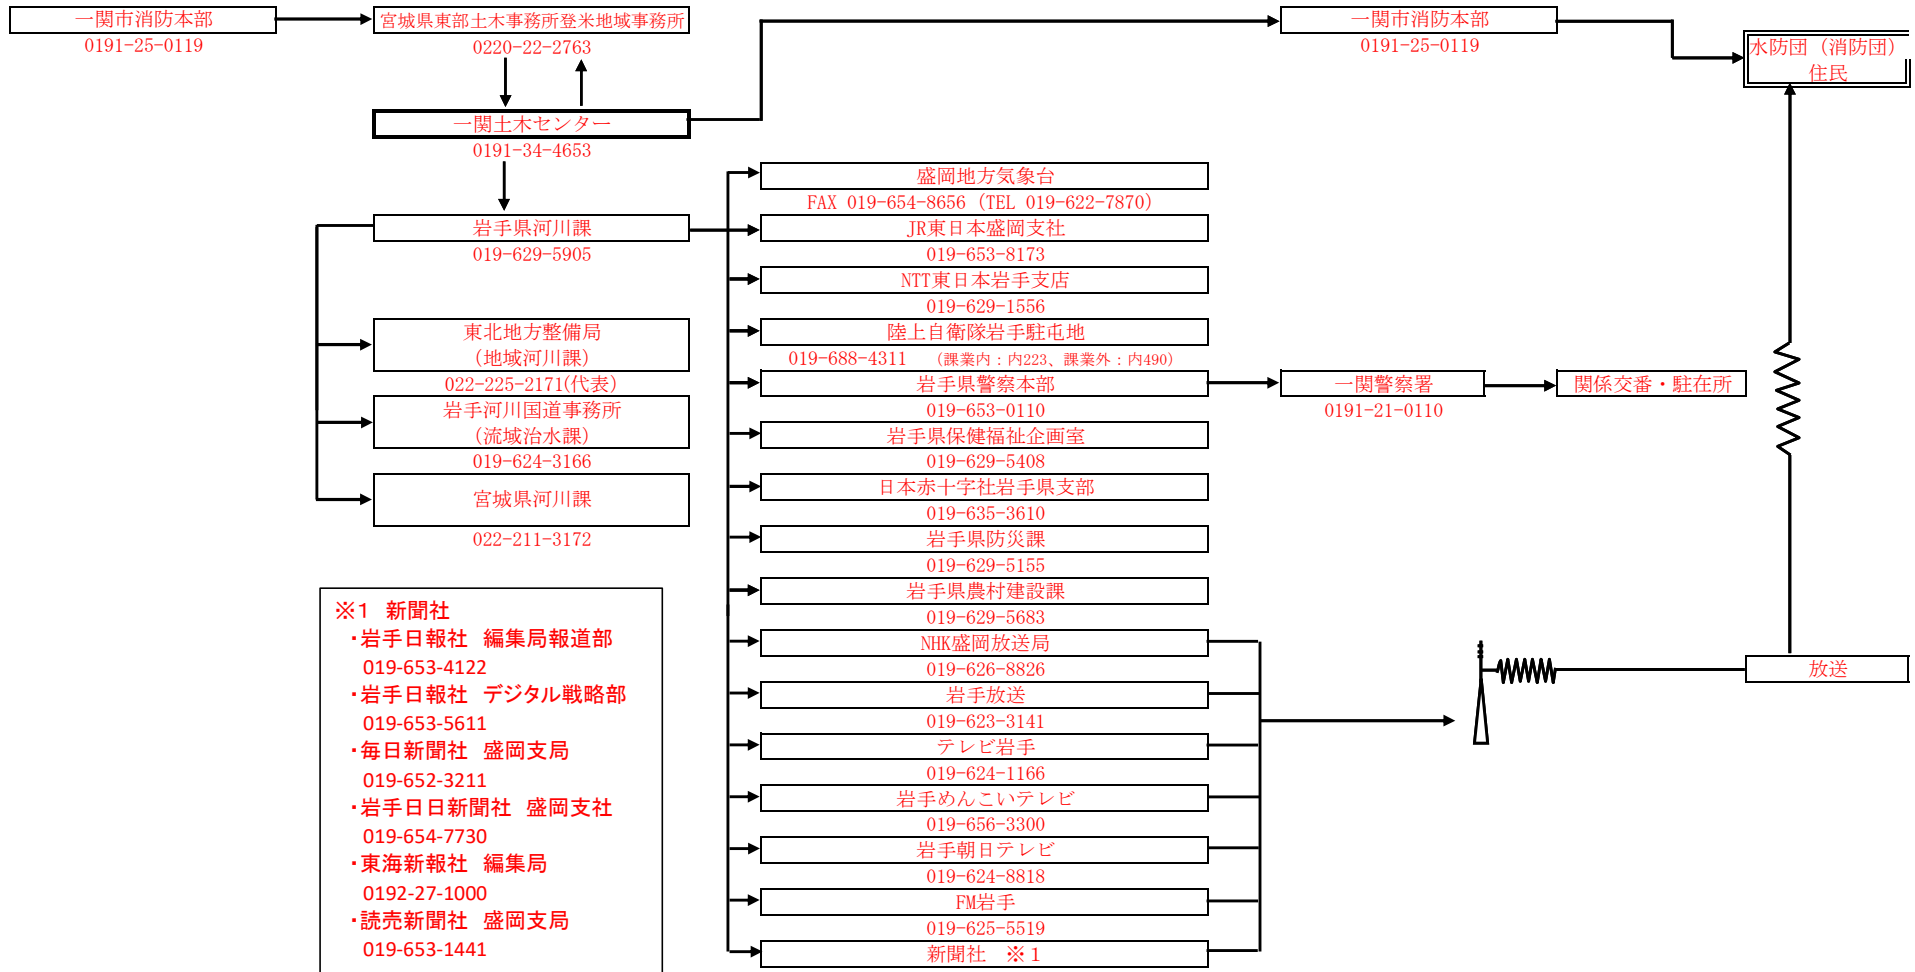 一関市消防本部
0191-25-0119
宮城県東部土木事務所登米地域事務所
0220-22-2763
一関市消防本部
0191-25-0119
水防団（消防団）
住民
一関土木センター
0191-34-4653
岩手県河川課
019-629-5905
東北地方整備局
（地域河川課）
022-225-2171(代表)
岩手河川国道事務所
（流域治水課）
019-624-3166
宮城県河川課
022-211-3172
盛岡地方気象台
FAX 019-654-8656 (TEL 019-622-7870)
JR東日本盛岡支社
019-653-8173
NTT東日本岩手支店
019-629-1556
陸上自衛隊岩手駐屯地
019-688-4311　（課業内：内223、課業外：内490）
岩手県警察本部
019-653-0110
一関警察署
0191-21-0110
関係交番・駐在所
岩手県保健福祉企画室
019-629-5408
日本赤十字社岩手県支部
019-635-3610
岩手県防災課
019-629-5155
岩手県農村建設課
019-629-5683
NHK盛岡放送局
019-626-8826
岩手放送
019-623-3141
テレビ岩手
019-624-1166
岩手めんこいテレビ
019-656-3300
岩手朝日テレビ
019-624-8818
FM岩手
019-625-5519
新聞社　※１
放送
※1　新聞社
・岩手日報社　編集局報道部
019-653-4122
・岩手日報社　デジタル戦略部
019-653-5611
・毎日新聞社　盛岡支局
019-652-3211
・岩手日日新聞社　盛岡支社
019-654-7730
・東海新報社　編集局
0192-27-1000
・読売新聞社　盛岡支局
019-653-1441